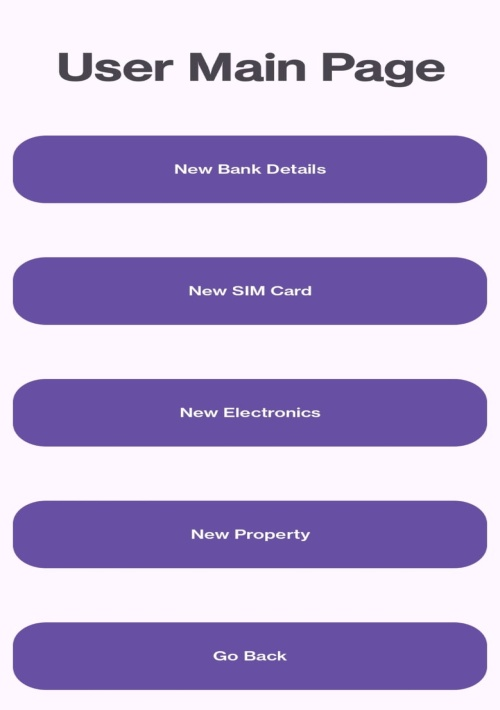 User Main Page
New Bank Details
New SIM Card
New Electronics
New Property
Go Back